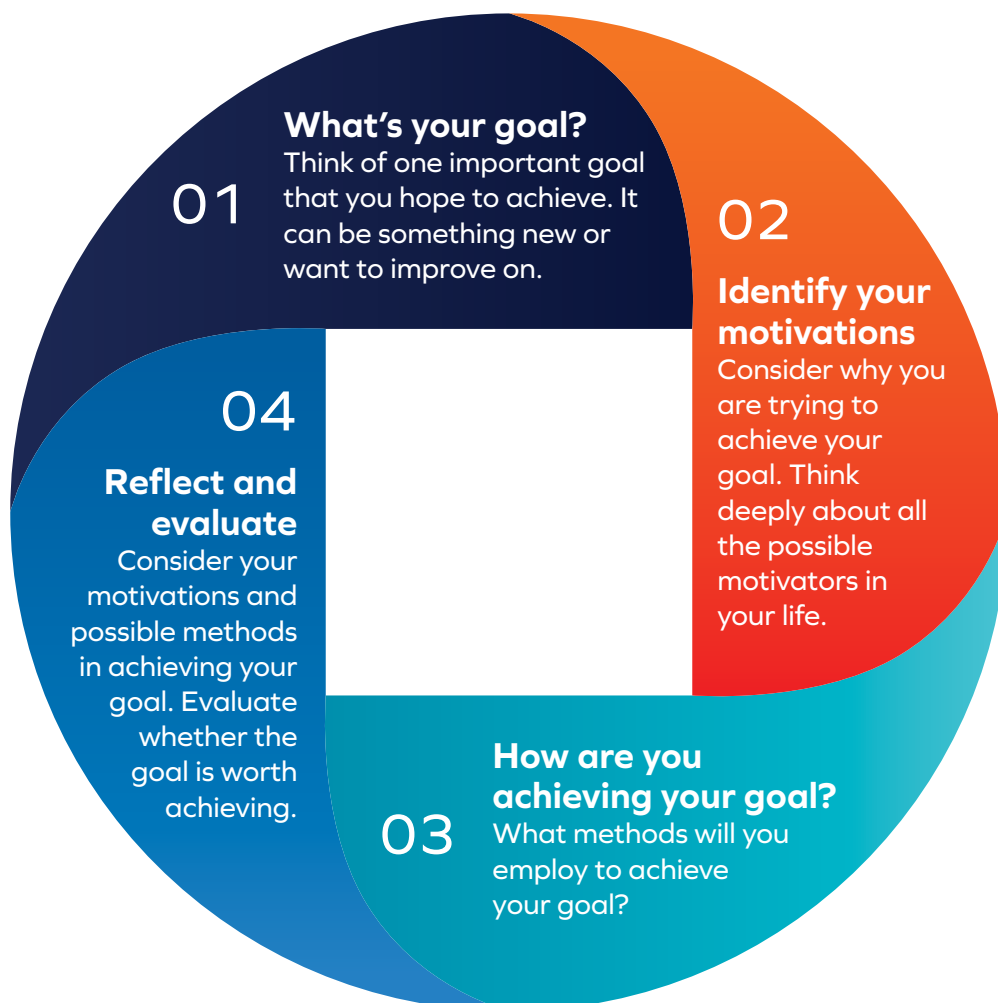 01
What's your goal?
Think of one important goal
that you hope to achieve. It
can be something new or
want to improve on.
02
Identify your
motivations
Consider why you
are trying to
achieve your
goal. Think
deeply about all
the possible
motivators in
your life.
03
How are you
achieving your goal?
What methods will you
employ to achieve
your goal?
04
Reflect and
evaluate
Consider your
motivations and
possible methods
in achieving your
goal. Evaluate
whether the
goal is worth
achieving.